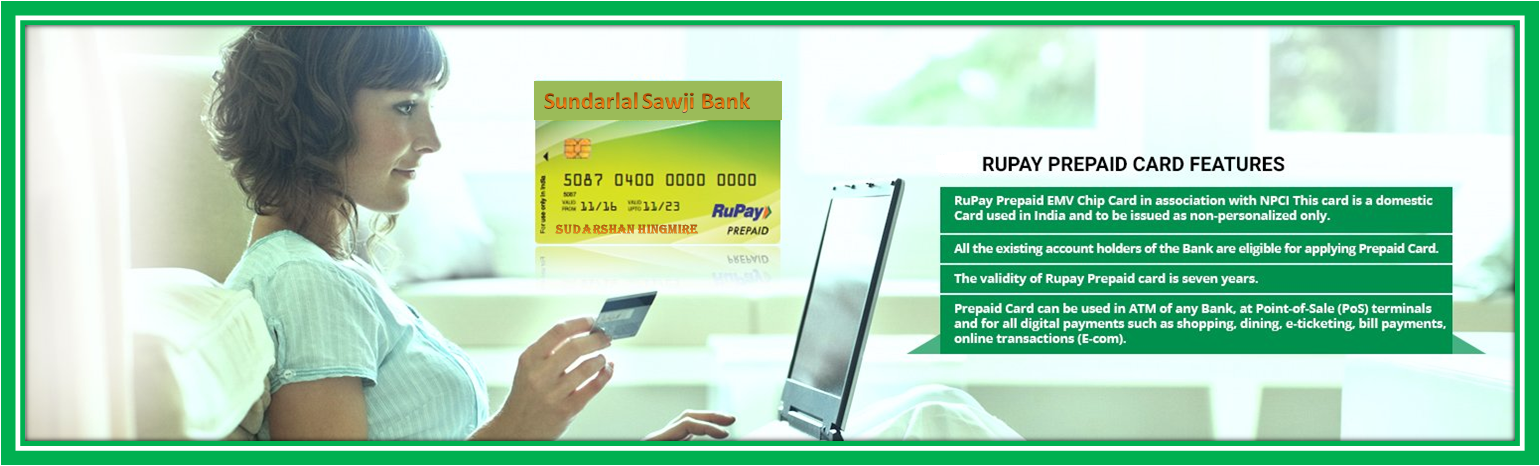 Sundarlal Sawji Bank
For use only in India
5087 0400 0000 0000
5087
VALID FROM 11/16 VALID UPTO 11/23
RuPay
SUDARSHAN HINGMIRE
PREPAID
PREPAID
RUPAY PREPAID CARD FEATURES
RuPay Prepaid EMV Chip Card in association with NPCI This card is a domestic
Card used in India and to be issued as non-personalized only.
All the existing account holders of the Bank are eligible for applying Prepaid Card.
The validity of Rupay Prepaid card is seven years.
Prepaid Card can be used in ATM of any Bank, at Point-of-Sale (PoS) terminals
and for all digital payments such as shopping, dining, e-ticketing, bill payments,
online transactions (E-com).